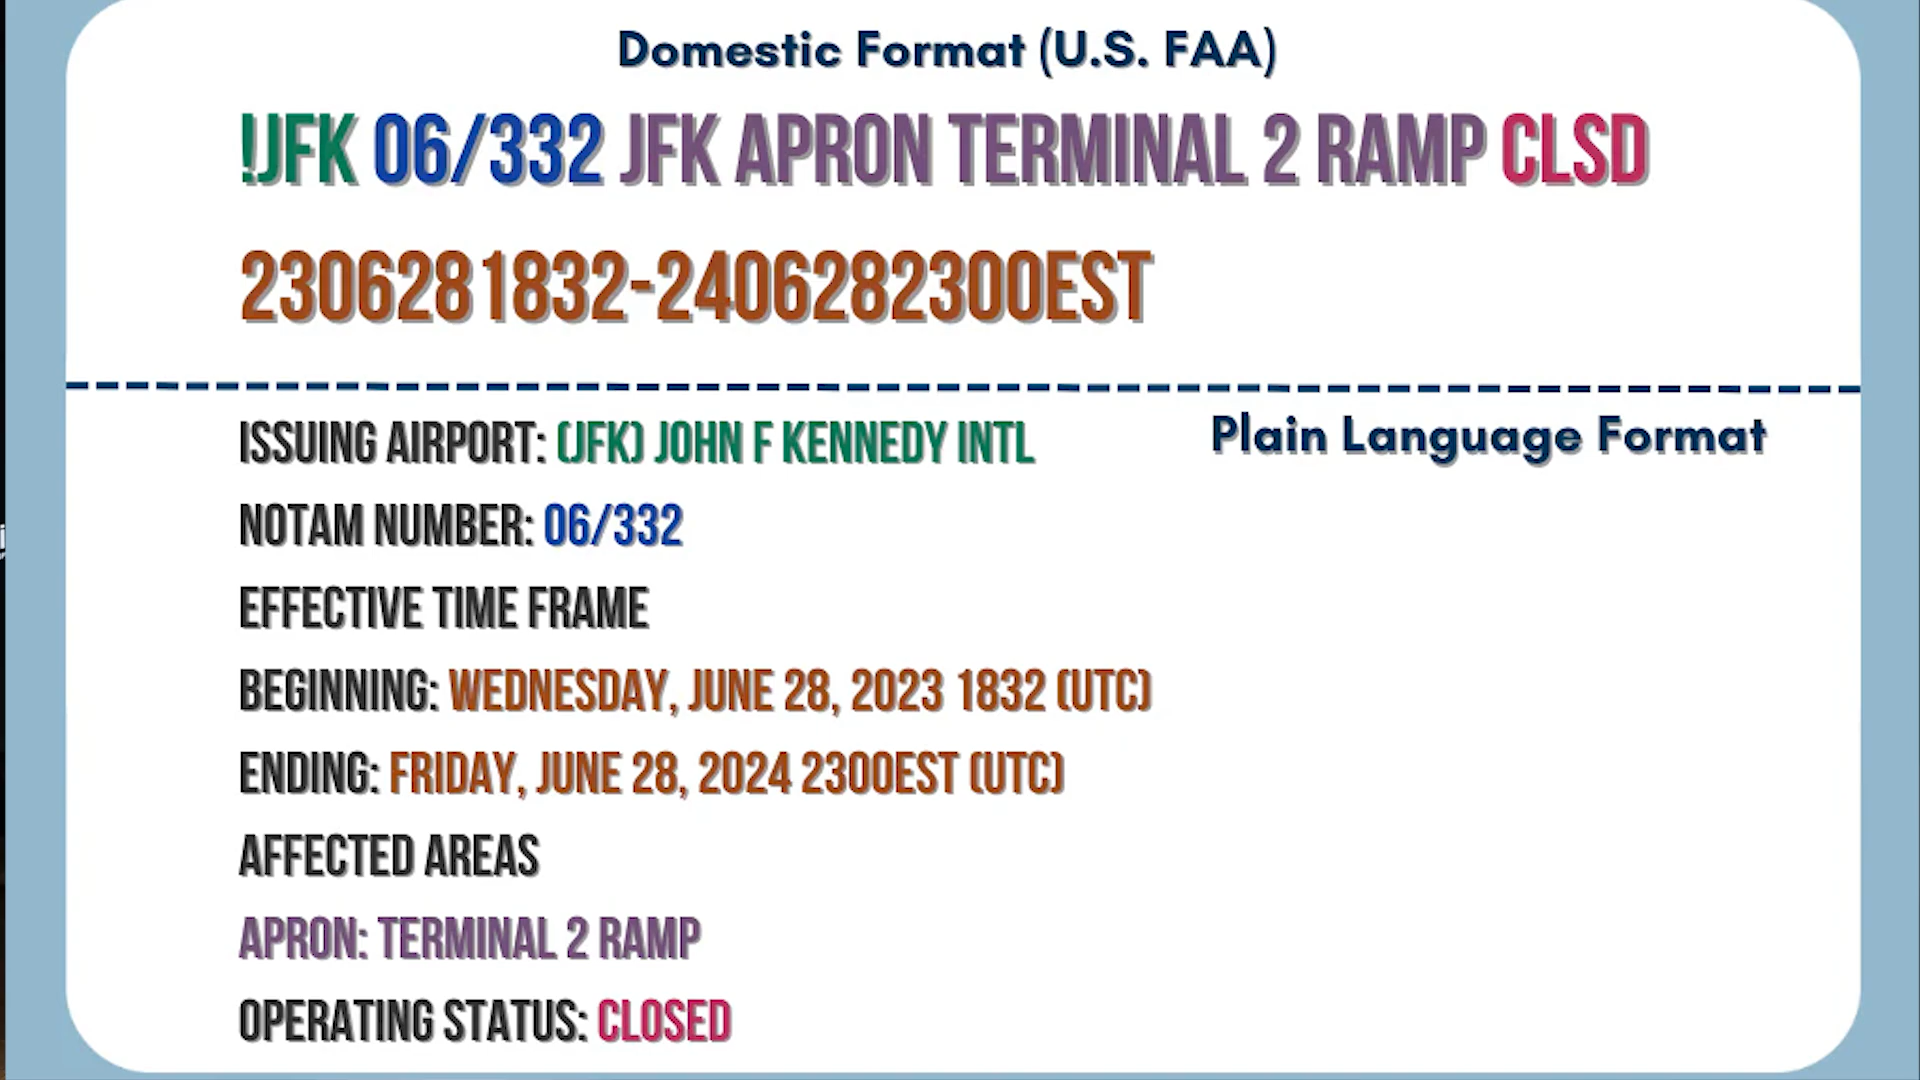 Domestic Format (U.S. FAA)
!JFK 06/332 JFK APRON TERMINAL 2 RAMP CLSD
2306281832-2406282300EST
Plain Language Format
ISSUING AIRPORT: (JFK) JOHN F KENNEDY INTL
NOTAM NUMBER: 06/332
EFFECTIVE TIME FRAME
BEGINNING: WEDNESDAY, JUNE 28, 2023 1832 (UTC)
ENDING: FRIDAY, JUNE 28, 2024 2300EST (UTC)
AFFECTED AREAS
APRON: TERMINAL 2 RAMP
OPERATING STATUS: CLOSED